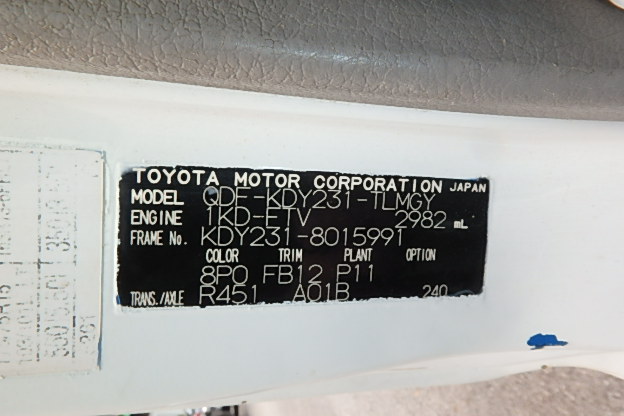 TOYOTA MOTOR CORPORATION JAPAN
MODEL QDF-KDY231-TLMGY
ENGINE 1KD-FTV 2982 mL
FRAME No. KDY231-8015991
COLOR TRIM PLANT OPTION
8P0 FB12 P11
TRANS./AXLE R451 A01B 240